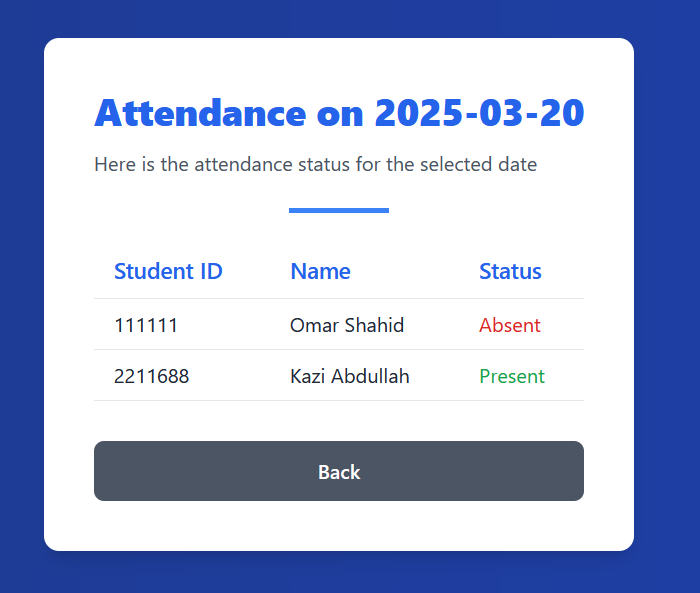 Attendance on 2025-03-20
Here is the attendance status for the selected date
Student ID Name Status
111111 Omar Shahid Absent
2211688 Kazi Abdullah Present
Back